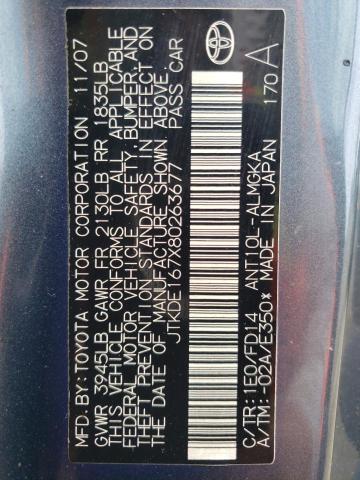 MFD.BY:TOYOTA MOTOR CORPORATION 11/07
GVWR 3945LB GAWR FR 2130LB RR 1835LB
THIS VEHICLE CONFORMS TO ALL APPLICABLE
FEDERAL MOTOR VEHICLE SAFETY, BUMPER, AND
THEFT PREVENTION STANDARDS IN EFFECT ON
THE DATE OF MANUFACTURE SHOWN ABOVE.
JTKDE167X80263677 PASS CAR
C/TR:1E0/FD14 ANT10L-ALMGKA 170 A
A/TM:-02A/E350* MADE IN JAPAN